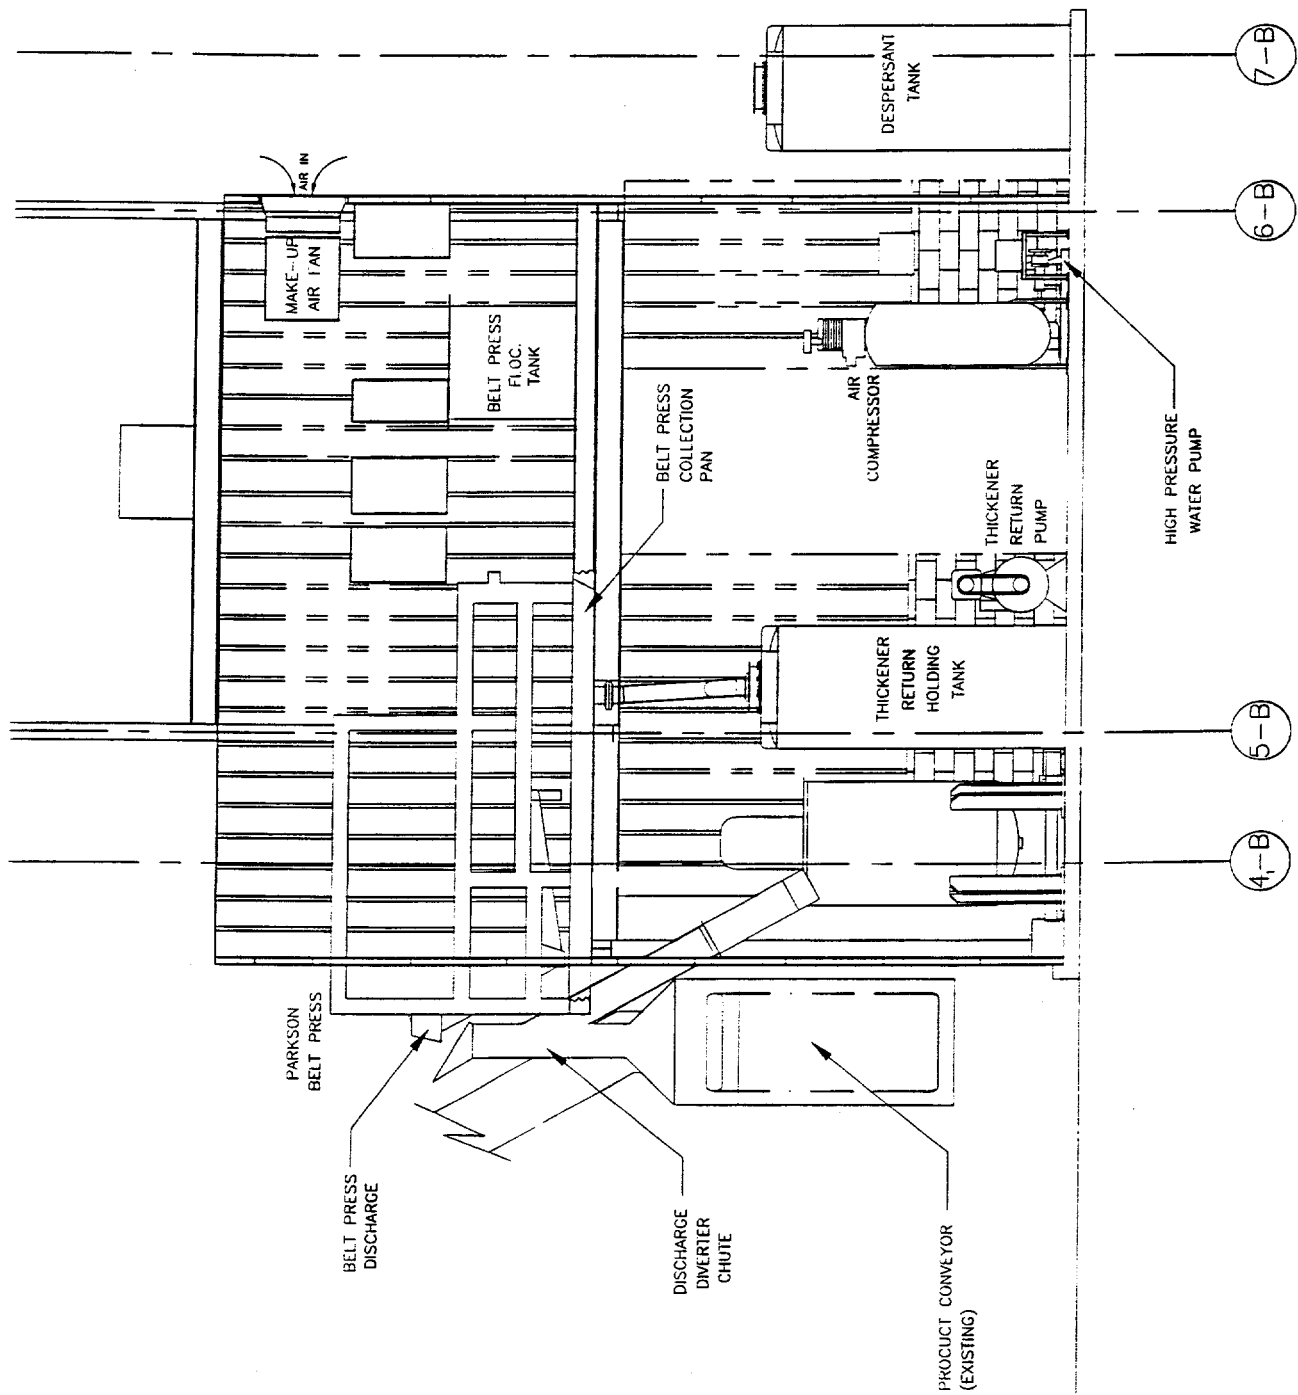 PARKSON
BELT PRESS
BELT PRESS
DISCHARGE
DISCHARGE
DIVERTER
CHUTE
PROCUCT CONVEYOR
(EXISTING)
MAKE-UP
AIR FAN
AIR IN
BELT PRESS
FLOC.
TANK
BELT PRESS
COLLECTION
PAN
AIR
COMPRESSOR
THICKENER
RETURN
HOLDING
TANK
THICKENER
RETURN
PUMP
HIGH PRESSURE
WATER PUMP
DESPERSANT
TANK
4-B
5-B
6-B
7-B